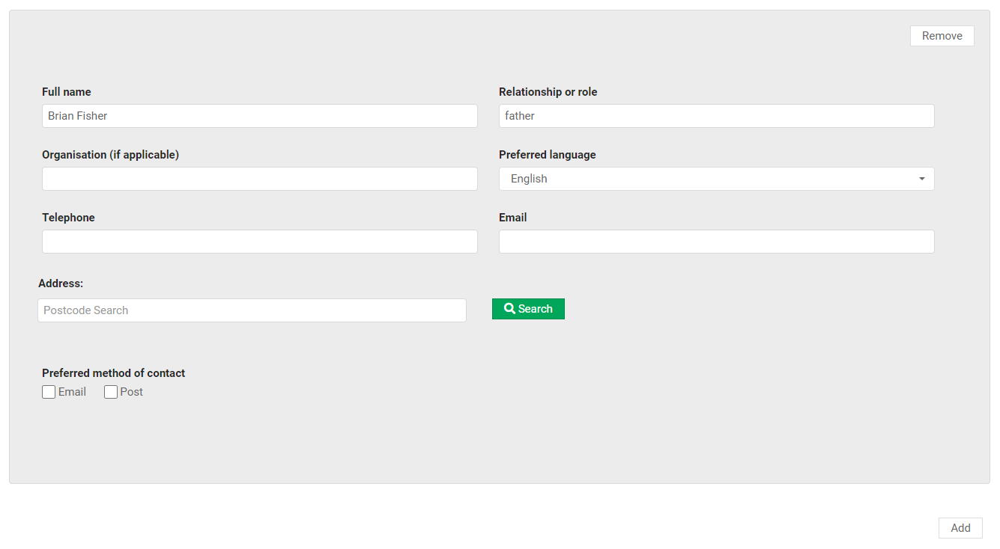 Remove
Full name
Relationship or role
Brian Fisher
father
Organisation (if applicable)
Preferred language
English
Telephone
Email
Address:
Postcode Search
Search
Preferred method of contact
Email
Post
Add